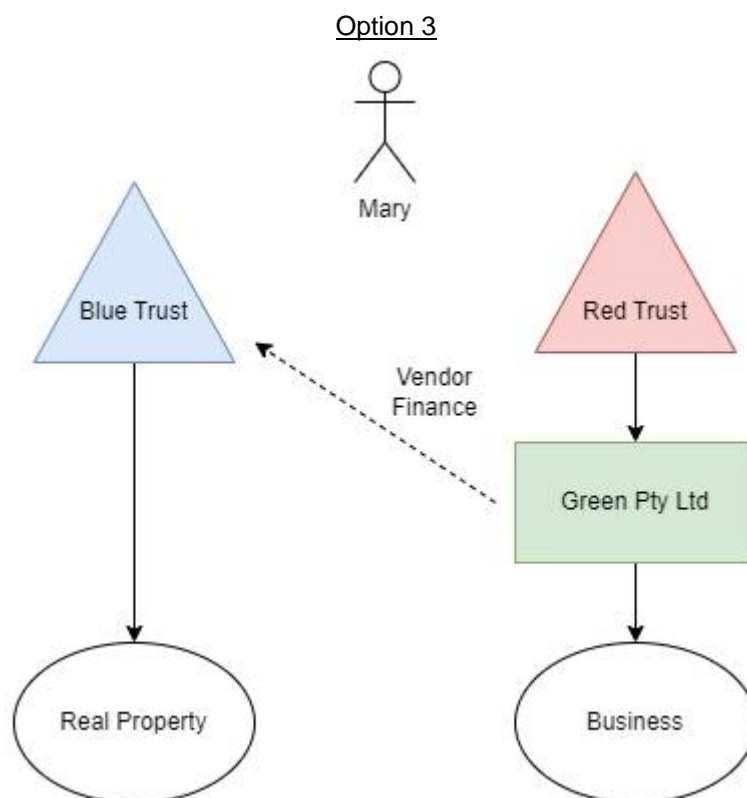 Option 3
Mary
Blue Trust
Red Trust
Vendor
Finance
Green Pty Ltd
Real Property
Business